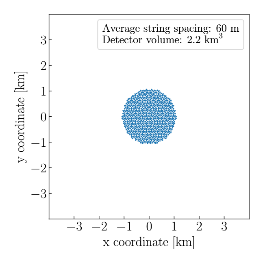 Average string spacing: 60 m
Detector volume: 2.2 km³
3
2
1
0
−1
−2
−3
y coordinate [km]
−3 −2 −1 0 1 2 3
x coordinate [km]